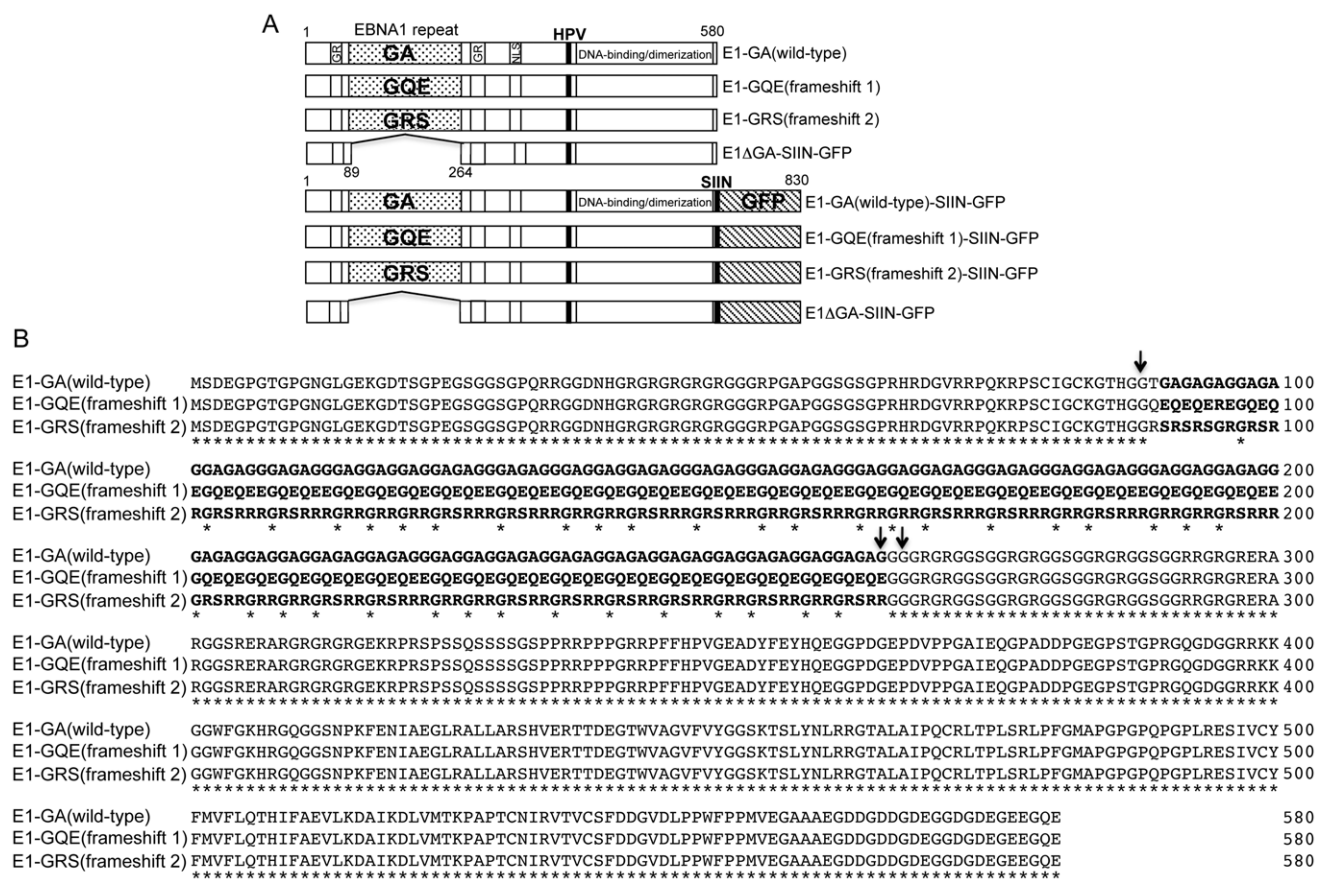 A
1 EBNA1 repeat HPV 580
GR GA GR NLS DNA-binding/dimerization E1-GA(wild-type)
GQE E1-GQE(frameshift 1)
GRS E1-GRS(frameshift 2)
E1ΔGA-SIIN-GFP
89 264
1 SIIN 830
GA DNA-binding/dimerization GFP E1-GA(wild-type)-SIIN-GFP
GQE E1-GQE(frameshift 1)-SIIN-GFP
GRS E1-GRS(frameshift 2)-SIIN-GFP
E1ΔGA-SIIN-GFP
B
E1-GA(wild-type) MSDEGPGTGPGNGLGEKGDTSGPEGSGGSGPQRRGGDNHGRGRGRGRGRGGGRPGAPGGSGSGPRHRDGVRRPQKRPSCIGCKGTHGGTGAGAGAGGAGA 100
E1-GQE(frameshift 1) MSDEGPGTGPGNGLGEKGDTSGPEGSGGSGPQRRGGDNHGRGRGRGRGRGGGRPGAPGGSGSGPRHRDGVRRPQKRPSCIGCKGTHGGQEQEQEREGQEQ 100
E1-GRS(frameshift 2) MSDEGPGTGPGNGLGEKGDTSGPEGSGGSGPQRRGGDNHGRGRGRGRGRGGGRPGAPGGSGSGPRHRDGVRRPQKRPSCIGCKGTHGGRSRSRSGRGRSR 100
E1-GA(wild-type) GGAGAGGGAGAGGGAGGAGGAGGAGAGGGAGAGGGAGGAGGAGAGGAGAGGGAGAGGAGGAGGAGAGGGAGAGGGAGGAGAGGGAGGAGGAGAGG 200
E1-GQE(frameshift 1) 200
E1-GRS(frameshift 2) 200
E1-GA(wild-type) 300
E1-GQE(frameshift 1) 300
E1-GRS(frameshift 2) 300
E1-GA(wild-type) RGGSRERARGRGRGRGEKRPRSPSSQSSSSGSPPRRPPPGRRPFFHPVGEADYFEYHQEGGPDGEPDVPPGAIEQGPADDPGEGPSTGPRGQGDGGRRKK 400
E1-GQE(frameshift 1) RGGSRERARGRGRGRGEKRPRSPSSQSSSSGSPPRRPPPGRRPFFHPVGEADYFEYHQEGGPDGEPDVPPGAIEQGPADDPGEGPSTGPRGQGDGGRRKK 400
E1-GRS(frameshift 2) RGGSRERARGRGRGRGEKRPRSPSSQSSSSGSPPRRPPPGRRPFFHPVGEADYFEYHQEGGPDGEPDVPPGAIEQGPADDPGEGPSTGPRGQGDGGRRKK 400
E1-GA(wild-type) GGWFGKHRGQGGSNPKFENIAEGLRALLARSHVERTTDEGTWVAGVFVYGGSKTSLYNLRRGTALAIPQCRLTPLSRLPFGMAPGPGPQPGPLRESIVCY 500
E1-GQE(frameshift 1) GGWFGKHRGQGGSNPKFENIAEGLRALLARSHVERTTDEGTWVAGVFVYGGSKTSLYNLRRGTALAIPQCRLTPLSRLPFGMAPGPGPQPGPLRESIVCY 500
E1-GRS(frameshift 2) GGWFGKHRGQGGSNPKFENIAEGLRALLARSHVERTTDEGTWVAGVFVYGGSKTSLYNLRRGTALAIPQCRLTPLSRLPFGMAPGPGPQPGPLRESIVCY 500
E1-GA(wild-type) FMVFLQTHIFAEVLKDAIKDLVMTKPAPTCNIRVTVCSFDDGVDLPPWFPPMVEGAAAEGDDGDDGDEGGDGDEGEEGQE 580
E1-GQE(frameshift 1) FMVFLQTHIFAEVLKDAIKDLVMTKPAPTCNIRVTVCSFDDGVDLPPWFPPMVEGAAAEGDDGDDGDEGGDGDEGEEGQE 580
E1-GRS(frameshift 2) FMVFLQTHIFAEVLKDAIKDLVMTKPAPTCNIRVTVCSFDDGVDLPPWFPPMVEGAAAEGDDGDDGDEGGDGDEGEEGQE 580